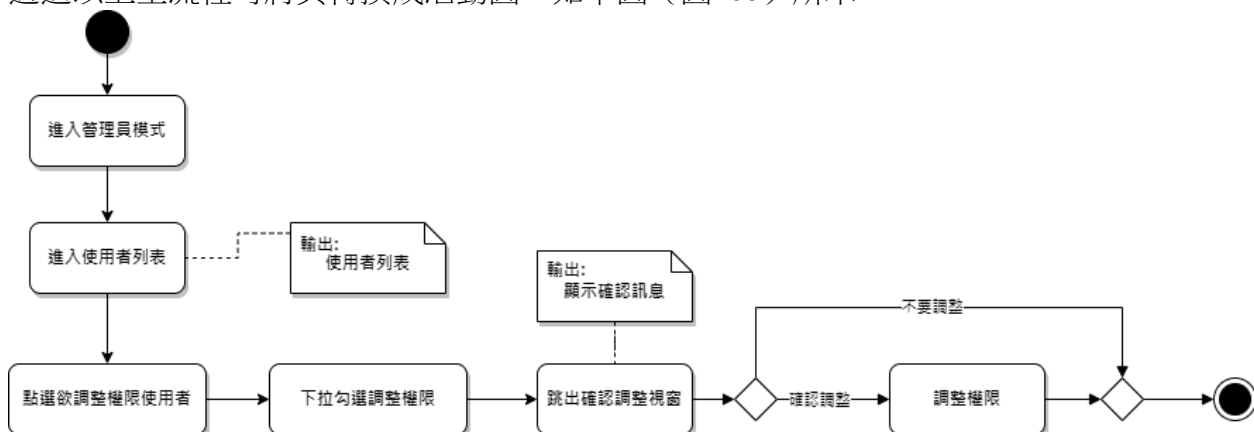 進入管理員模式
進入使用者列表
輸出:
使用者列表
輸出:
顯示確認訊息
不要調整
點選欲調整權限使用者
下拉勾選調整權限
跳出確認調整視窗
確認調整
調整權限